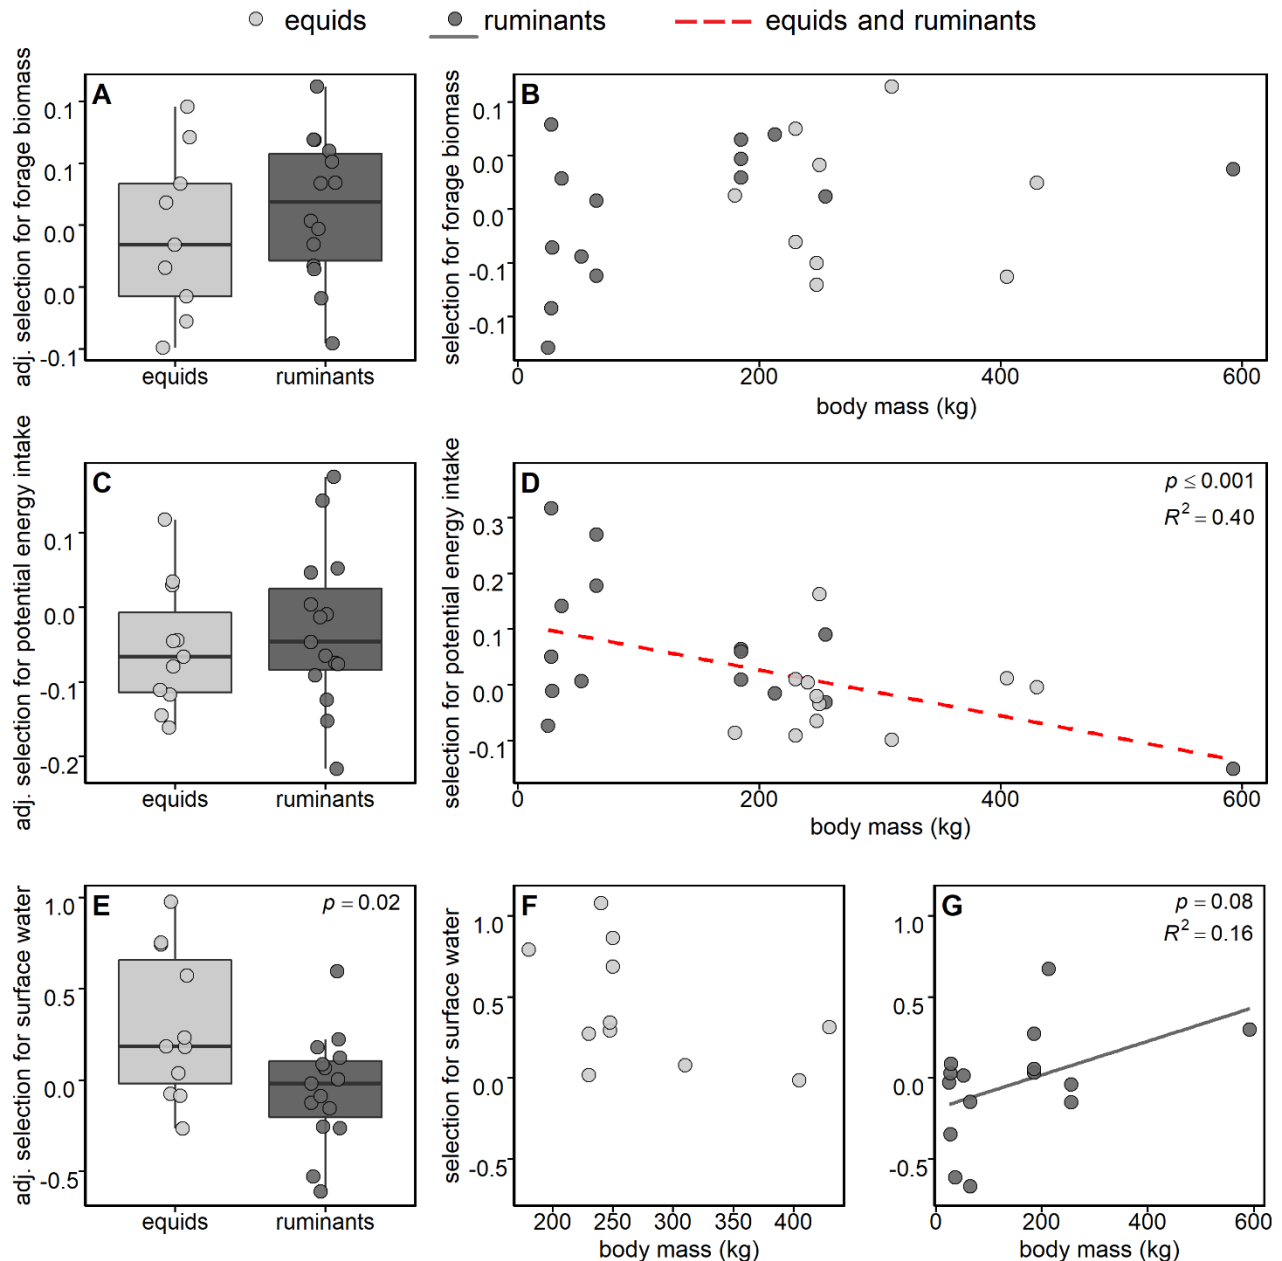 equids ruminants equids and ruminants
A
adj. selection for forage biomass
0.1
0.1
0.0
0.0
-0.1
equids ruminants
B
selection for forage biomass
0.1
0.0
0.0
-0.1
-0.1
0 200 400 600
body mass (kg)
C
adj. selection for potential energy intake
0.1
0.0
-0.1
-0.2
equids ruminants
D
p ≤ 0.001
R² = 0.40
selection for potential energy intake
0.3
0.2
0.1
0.0
-0.1
0 200 400 600
body mass (kg)
E
p = 0.02
adj. selection for surface water
1.0
0.5
0.0
-0.5
equids ruminants
F
selection for surface water
1.0
0.5
0.0
-0.5
200 250 300 350 400
body mass (kg)
G
p = 0.08
R² = 0.16
1.0
0.5
0.0
-0.5
0 200 400 600
body mass (kg)